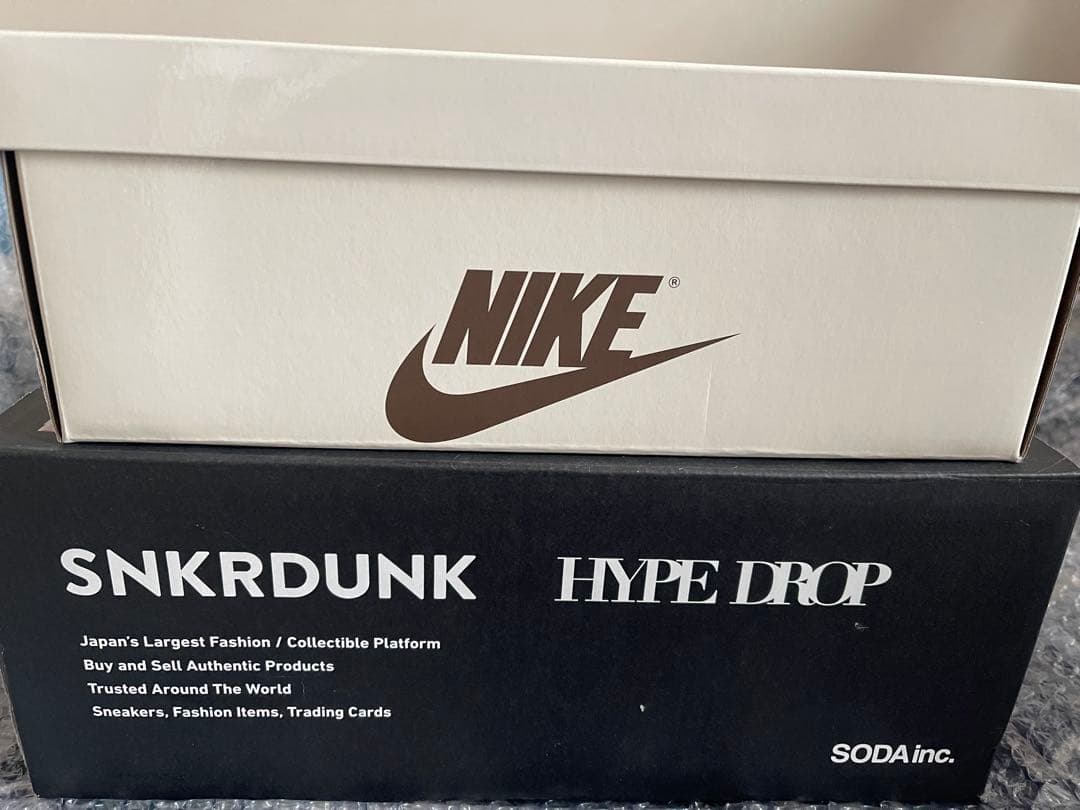 NIKE®
SNKRDUNK
HYPE DROP
Japan's Largest Fashion / Collectible Platform
Buy and Sell Authentic Products
Trusted Around The World
Sneakers, Fashion Items, Trading Cards
SODA inc.